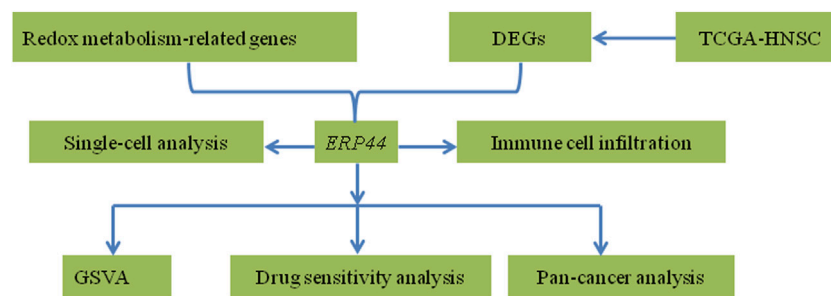 Redox metabolism-related genes
DEGs
TCGA-HNSC
Single-cell analysis
ERP44
Immune cell infiltration
GSVA
Drug sensitivity analysis
Pan-cancer analysis